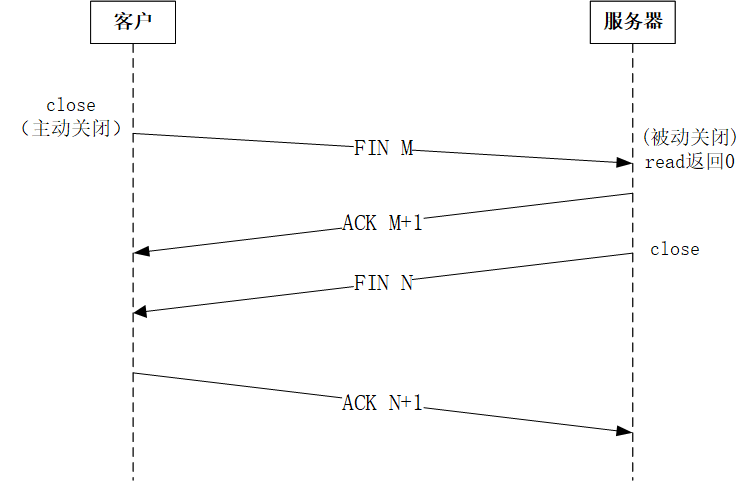 客户
服务器
close
（主动关闭）
(被动关闭)
read返回0
FIN M
ACK M+1
close
FIN N
ACK N+1